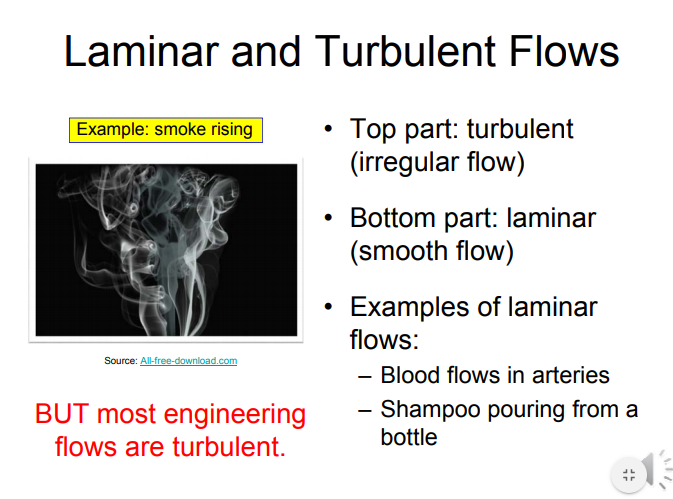 Laminar and Turbulent Flows
Example: smoke rising
Source: All-free-download.com
BUT most engineering
flows are turbulent.
• Top part: turbulent
(irregular flow)
• Bottom part: laminar
(smooth flow)
• Examples of laminar
flows:
– Blood flows in arteries
– Shampoo pouring from a
bottle